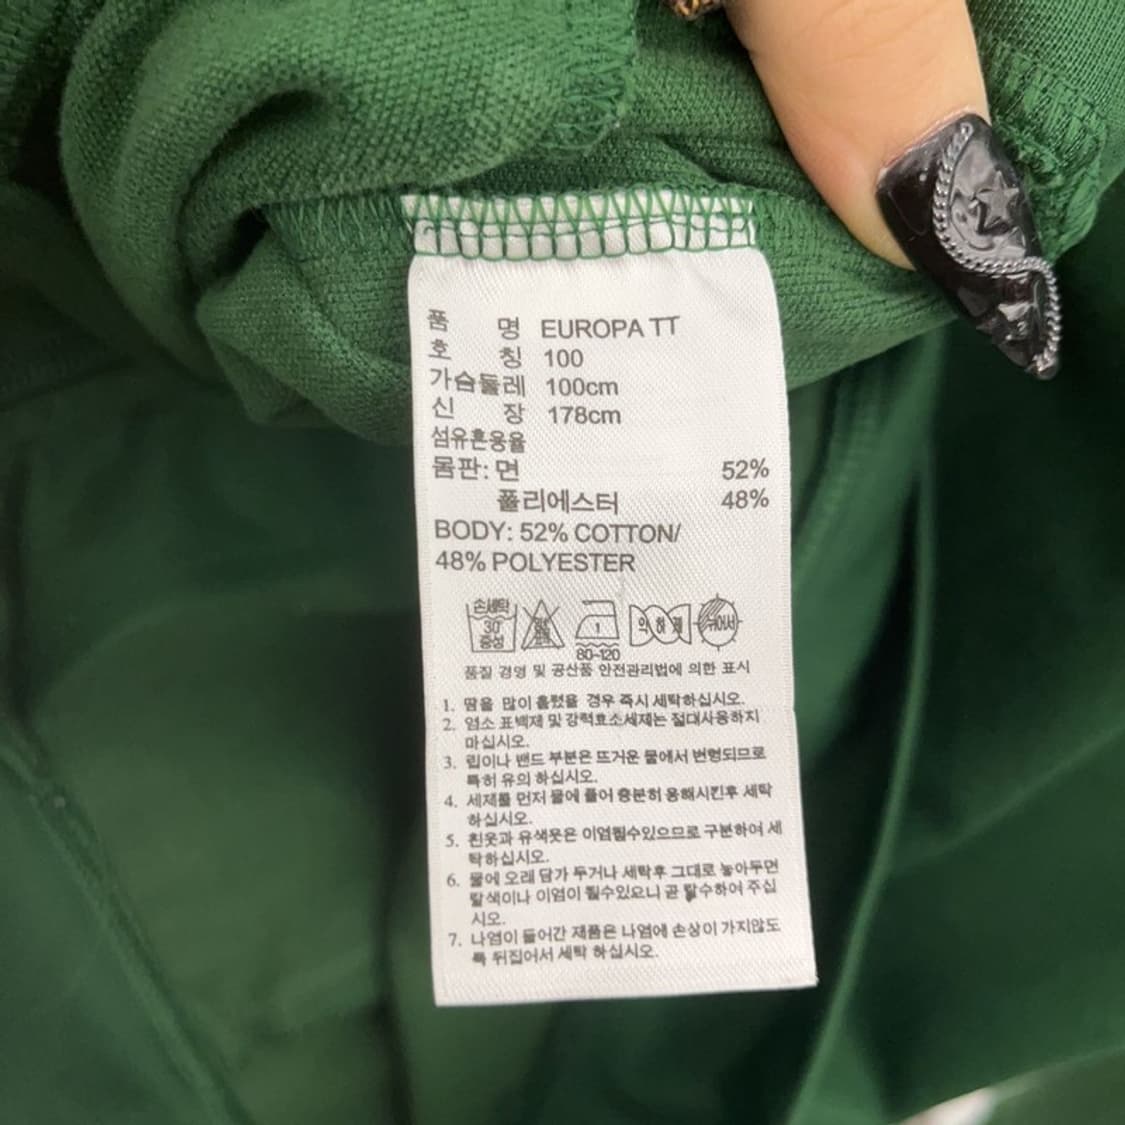 품 명 EUROPA TT
호 칭 100
가슴둘레 100cm
신 장 178cm
섬유혼용율
몸판: 면 52%
폴리에스터 48%
BODY: 52% COTTON/
48% POLYESTER
손세탁
30
중성
1
약하게
80~120
품질 경영 및 공산품 안전관리법에 의한 표시
1. 땀을 많이 흘렸을 경우 즉시 세탁하십시오.
2. 염소 표백제 및 강력효소세제는 절대사용하지
마십시오.
3. 립이나 밴드 부분은 뜨거운 물에서 변형되므로
특히 유의 하십시오.
4. 세제를 먼저 물에 풀어 충분히 용해시킨후 세탁
하십시오.
5. 흰옷과 유색옷은 이염될수있으므로 구분하여 세
탁하십시오.
6. 물에 오래 담가 두거나 세탁후 그대로 놓아두면
탈색이나 이염이 될수있으니 곧 탈수하여 주십
시오.
7. 나염이 들어간 제품은 나염에 손상이 가지않도
록 뒤집어서 세탁 하십시오.